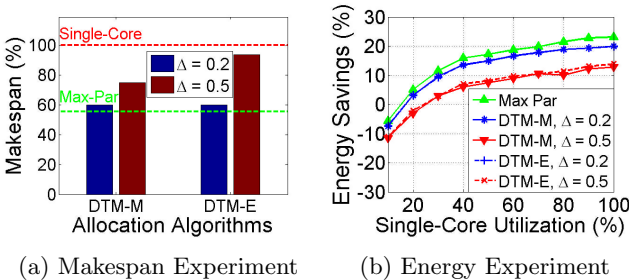 Single-Core
Δ = 0.2
Δ = 0.5
Max-Par
Makespan (%)
100
80
60
40
20
0
DTM-M
DTM-E
Allocation Algorithms
(a) Makespan Experiment
Energy Savings (%)
30
20
10
0
-10
-20
-30
Max Par
DTM-M, Δ = 0.2
DTM-M, Δ = 0.5
DTM-E, Δ = 0.2
DTM-E, Δ = 0.5
20 40 60 80 100
Single-Core Utilization (%)
(b) Energy Experiment